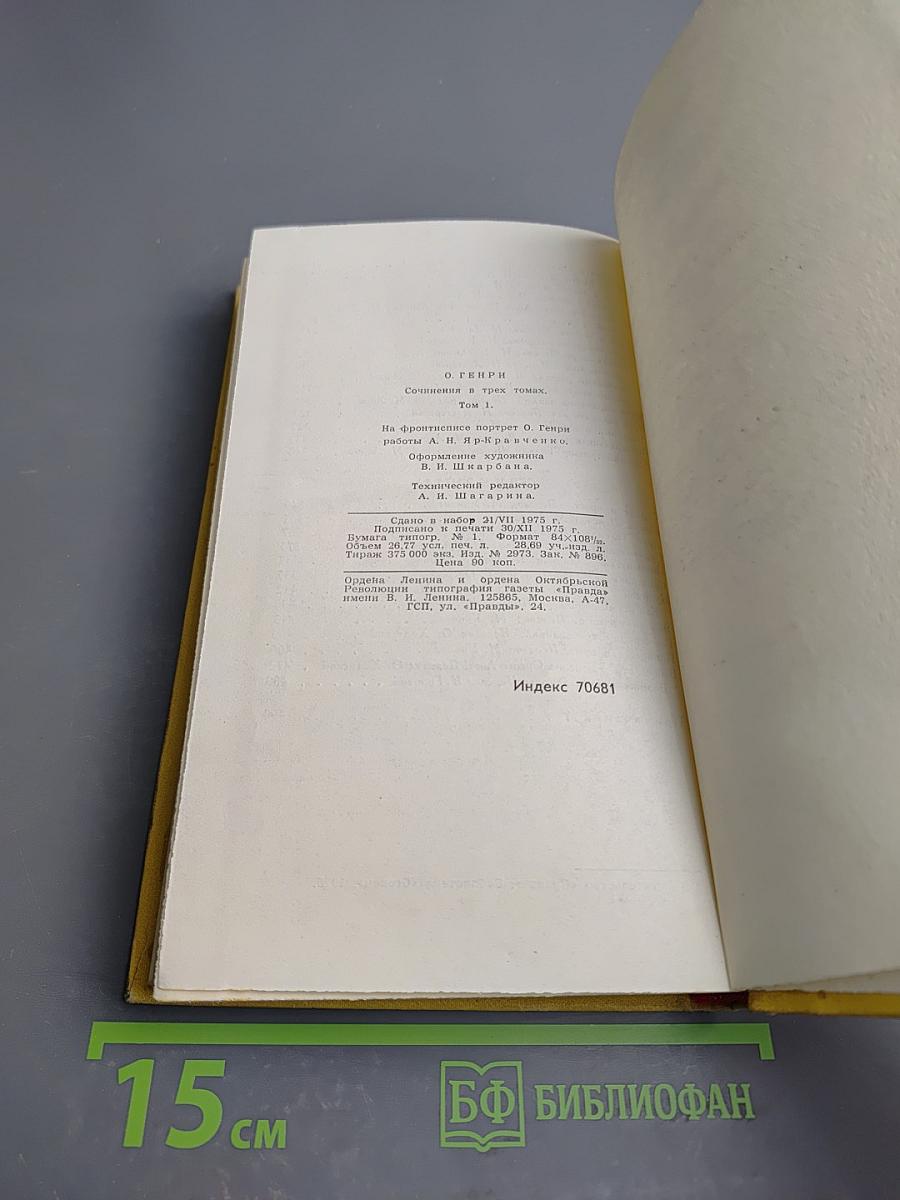 О. ГЕНРИ
Сочинения в трех томах.
Том 1.
На фронтисписе портрет О. Генри
работы А. Н. Яр-Кравченко.
Оформление художника
В. И. Шкарбана.
Технический редактор
А. И. Шагарина.
Сдано в набор 21/VII 1975 г.
Подписано к печати 30/XII 1975 г.
Бумага типогр. № 1. Формат 84×108¹/₃₂.
Объем 26,77 усл. печ. л. 28,69 уч.-изд. л.
Тираж 375 000 экз. Изд. № 2973. Зак. № 896.
Цена 90 коп.
Ордена Ленина и ордена Октябрьской
Революции типография газеты «Правда»
имени В. И. Ленина. 125865, Москва, А-47,
ГСП, ул. «Правды», 24.
Индекс 70681
15 см
БФ БИБЛИОФАН